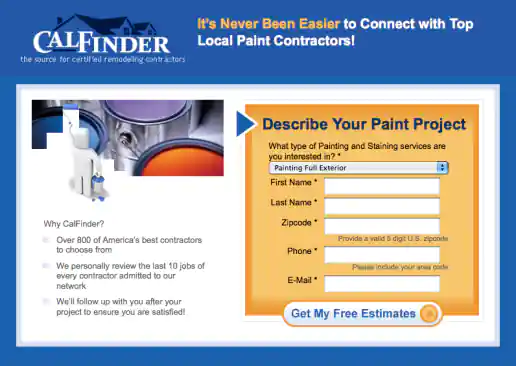 CALFINDER
the source for certified remodeling contractors
It's Never Been Easier to Connect with Top
Local Paint Contractors!
Why CalFinder?
Over 800 of America's best contractors
to choose from
We personally review the last 10 jobs of
every contractor admitted to our
network
We'll follow up with you after your
project to ensure you are satisfied!
Describe Your Paint Project
What type of Painting and Staining services are
you interested in? *
Painting Full Exterior
First Name *
Last Name *
Zipcode *
Provide a valid 5 digit U.S. zipcode
Phone *
Please include your area code
E-Mail *
Get My Free Estimates